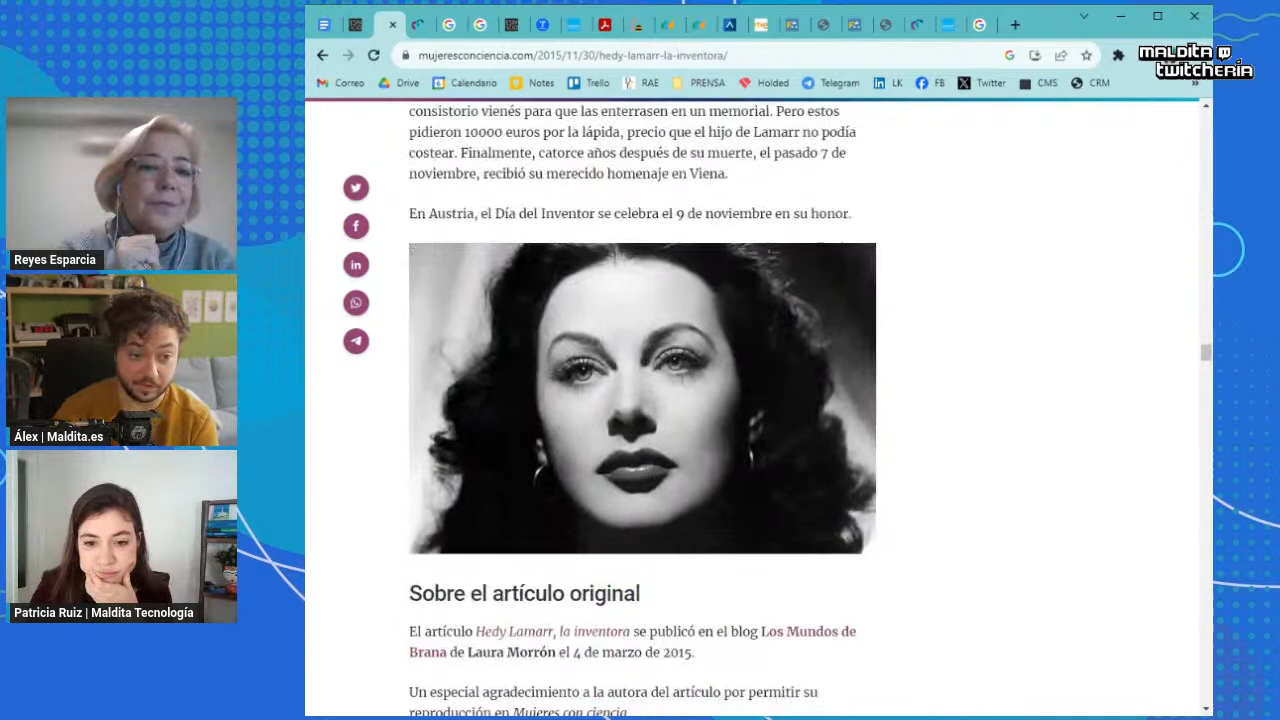 MALDITA
TWITCHERÍA
mujeresconciencia.com/2015/11/30/hedy-lamarr-la-inventora/
Correo Drive Calendario Notes Trello RAE PRENSA Holded Telegram LK FB Twitter CMS CRM »
consistorio vienés para que las enterrasen en un memorial. Pero estos
pidieron 10000 euros por la lápida, precio que el hijo de Lamarr no podía
costear. Finalmente, catorce años después de su muerte, el pasado 7 de
noviembre, recibió su merecido homenaje en Viena.
En Austria, el Día del Inventor se celebra el 9 de noviembre en su honor.
Sobre el artículo original
El artículo Hedy Lamarr, la inventora se publicó en el blog Los Mundos de
Brana de Laura Morrón el 4 de marzo de 2015.
Un especial agradecimiento a la autora del artículo por permitir su
reproducción en Mujeres con ciencia
Reyes Esparcia
Álex | Maldita.es
Patricia Ruiz | Maldita Tecnología